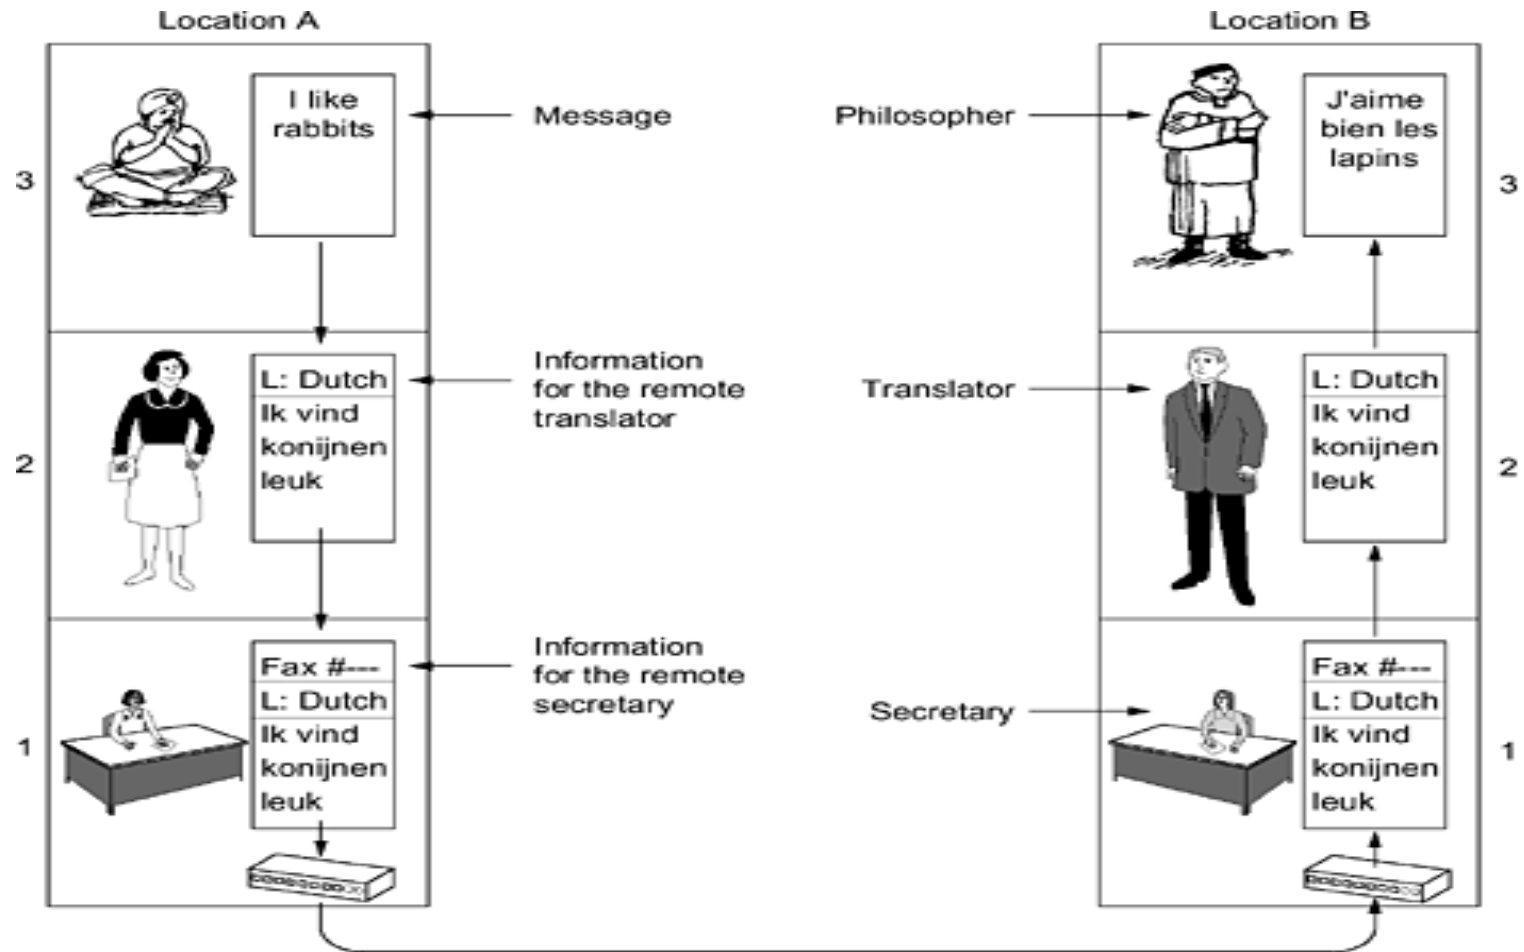 Location A
Location B
I like
rabbits
Message
Philosopher
J'aime
bien les
lapins
3
3
L: Dutch
Ik vind
konijnen
leuk
Information
for the remote
translator
Translator
L: Dutch
Ik vind
konijnen
leuk
2
2
Fax #---
L: Dutch
Ik vind
konijnen
leuk
Information
for the remote
secretary
Secretary
Fax #---
L: Dutch
Ik vind
konijnen
leuk
1
1